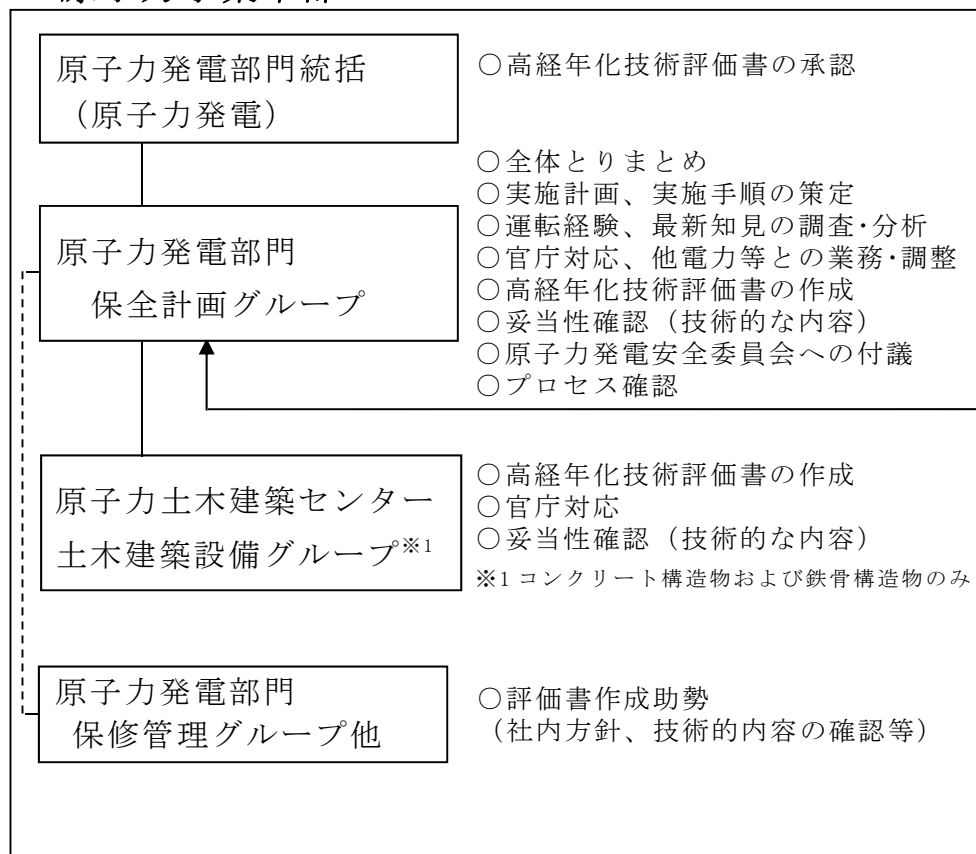 原子力発電部門統括
（原子力発電）
○高経年化技術評価書の承認
原子力発電部門
保全計画グループ
○全体とりまとめ
○実施計画、実施手順の策定
○運転経験、最新知見の調査･分析
○官庁対応、他電力等との業務･調整
○高経年化技術評価書の作成
○妥当性確認（技術的な内容）
○原子力発電安全委員会への付議
○プロセス確認
原子力土木建築センター
土木建築設備グループ※1
○高経年化技術評価書の作成
○官庁対応
○妥当性確認（技術的な内容）
※1 コンクリート構造物および鉄骨構造物のみ
原子力発電部門
保修管理グループ他
○評価書作成助勢
（社内方針、技術的内容の確認等）